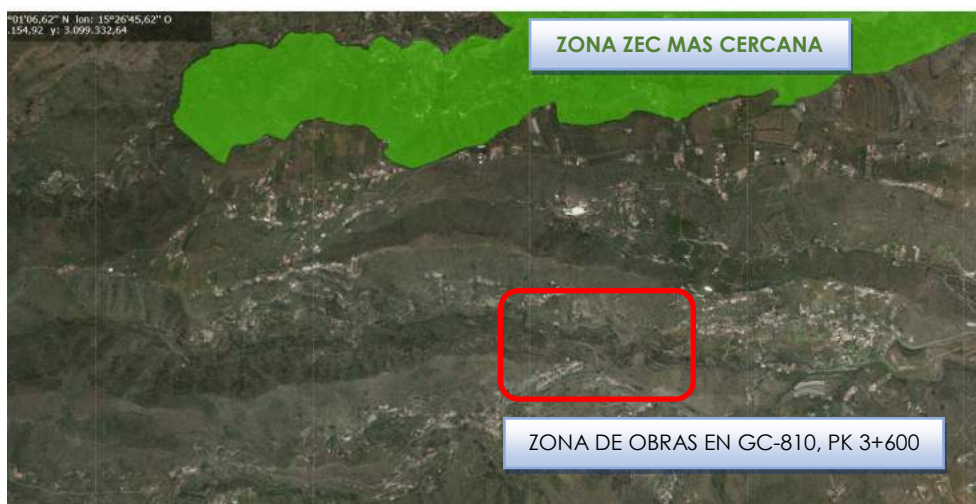 °01'06,62" N lon: 15°26'45,62" O
.154,92 y: 3.099.332,64
ZONA ZEC MAS CERCANA
ZONA DE OBRAS EN GC-810, PK 3+600